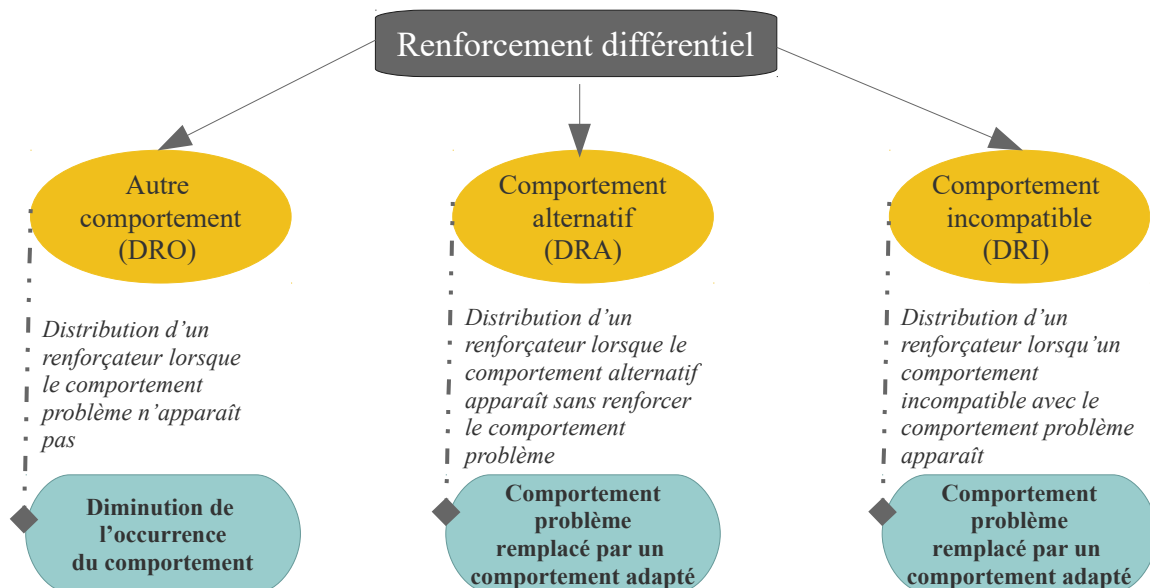 Renforcement différentiel
Autre
comportement
(DRO)
Comportement
alternatif
(DRA)
Comportement
incompatible
(DRI)
Distribution d’un
renforçateur lorsque
le comportement
problème n’apparaît
pas
Distribution d’un
renforçateur lorsque le
comportement alternatif
apparaît sans renforcer
le comportement
problème
Distribution d’un
renforçateur lorsqu’un
comportement
incompatible avec le
comportement problème
apparaît
Diminution de
l’occurrence
du comportement
Comportement
problème
remplacé par un
comportement adapté
Comportement
problème
remplacé par un
comportement adapté